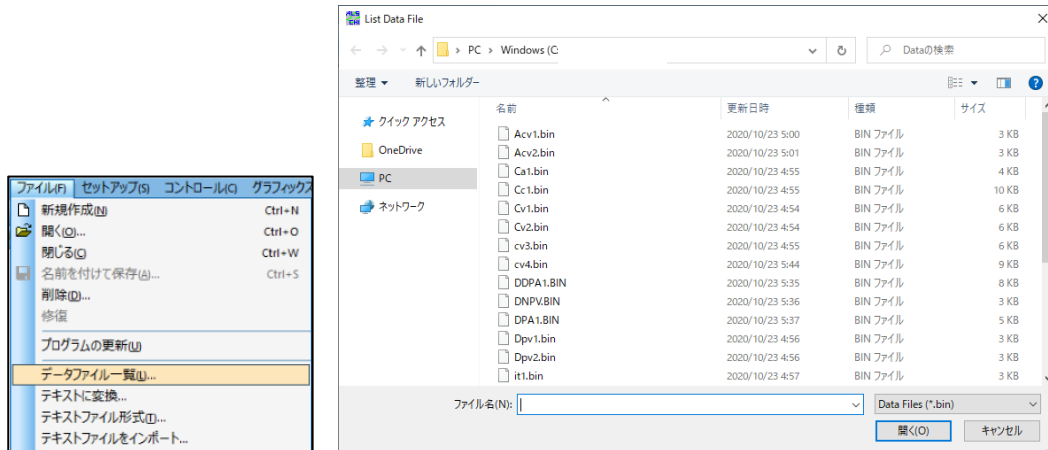 ファイル(F) セットアップ(S) コントロール(C) グラフィックス
新規作成(N) Ctrl+N
開く(O)... Ctrl+O
閉じる(C) Ctrl+W
名前を付けて保存(A)... Ctrl+S
削除(D)...
修復
プログラムの更新(U)
データファイル一覧(L)...
テキストに変換...
テキストファイル形式(T)...
テキストファイルをインポート...
List Data File
PC > Windows (C:
Dataの検索
整理 新しいフォルダー
クイック アクセス
OneDrive
PC
ネットワーク
名前 更新日時 種類 サイズ
Acv1.bin 2020/10/23 5:00 BIN ファイル 3 KB
Acv2.bin 2020/10/23 5:01 BIN ファイル 3 KB
Ca1.bin 2020/10/23 4:55 BIN ファイル 4 KB
Cc1.bin 2020/10/23 4:55 BIN ファイル 10 KB
Cv1.bin 2020/10/23 4:54 BIN ファイル 6 KB
Cv2.bin 2020/10/23 4:54 BIN ファイル 6 KB
cv3.bin 2020/10/23 4:55 BIN ファイル 6 KB
cv4.bin 2020/10/23 5:44 BIN ファイル 9 KB
DDPA1.BIN 2020/10/23 5:35 BIN ファイル 8 KB
DNPV.BIN 2020/10/23 5:36 BIN ファイル 3 KB
DPA1.BIN 2020/10/23 5:37 BIN ファイル 5 KB
Dpv1.bin 2020/10/23 4:56 BIN ファイル 3 KB
Dpv2.bin 2020/10/23 4:56 BIN ファイル 3 KB
it1.bin 2020/10/23 4:57 BIN ファイル 3 KB
ファイル名(N): Data Files (*.bin)
開く(O) キャンセル